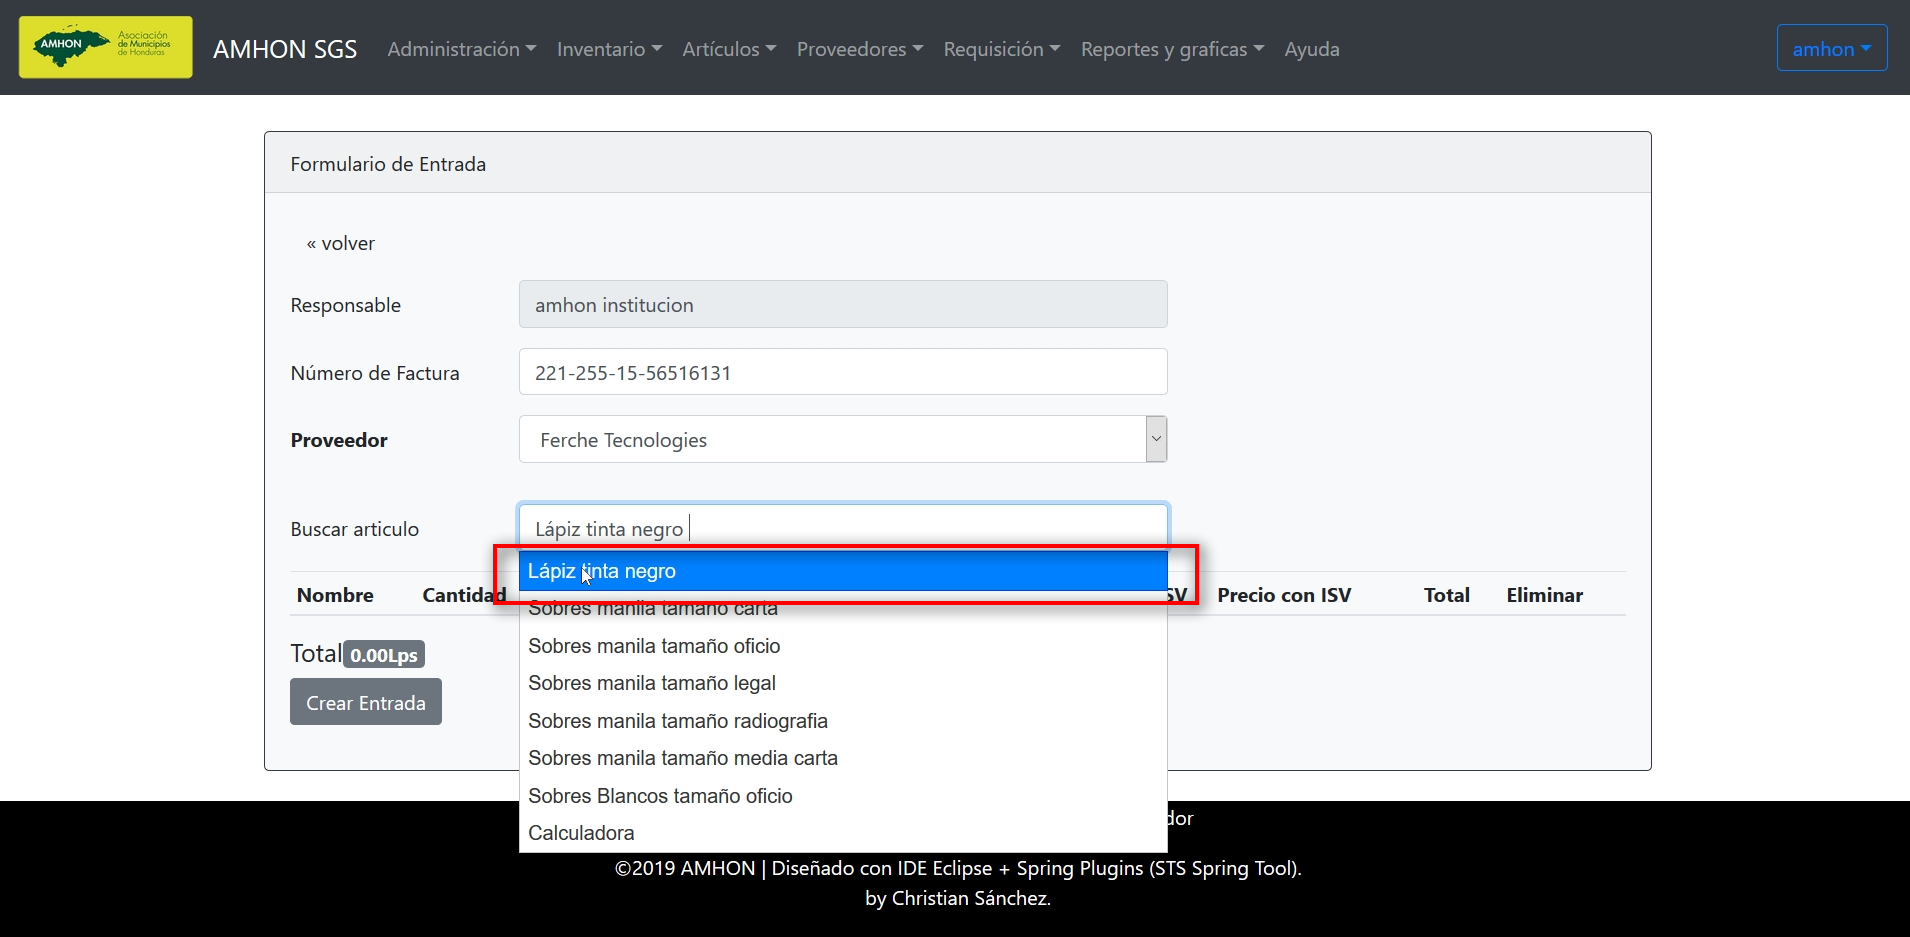 AMHON
Asociación
de Municipios
de Honduras
AMHON SGS Administración Inventario Artículos Proveedores Requisición Reportes y graficas Ayuda amhon
Formulario de Entrada
« volver
Responsable amhon institucion
Número de Factura 221-255-15-56516131
Proveedor Ferche Tecnologies
Buscar articulo Lápiz tinta negro
Lápiz tinta negro
Nombre Cantidad SV Precio con ISV Total Eliminar
Sobres manila tamaño carta
Sobres manila tamaño oficio
Total 0.00Lps
Sobres manila tamaño legal
Crear Entrada
Sobres manila tamaño radiografia
Sobres manila tamaño media carta
Sobres Blancos tamaño oficio
dor
Calculadora
©2019 AMHON | Diseñado con IDE Eclipse + Spring Plugins (STS Spring Tool).
by Christian Sánchez.